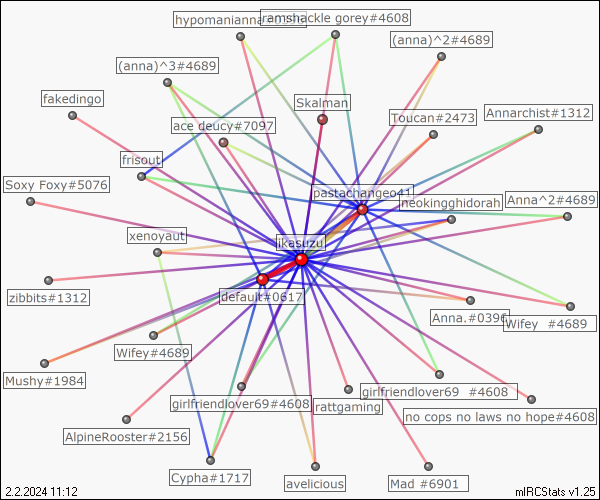 hypomanianna
ramshackle gorey#4608
(anna)^2#4689
(anna)^3#4689
fakedingo
Skalman
Annarchist#1312
Toucan#2473
ace deucy#7097
frisout
Soxy Foxy#5076
pastachangeo41
neokingghidorah
Anna^2#4689
xenoyaut
ikasuzu
zibbits#1312
default#0617
Anna.#0396
Wifey #4689
Wifey#4689
Mushy#1984
girlfriendlover69 #4608
girlfriendlover69#4608
rattgaming
no cops no laws no hope#4608
AlpineRooster#2156
Cypha#1717
avelicious
Mad #6901
2.2.2024 11:12
mIRCStats v1.25